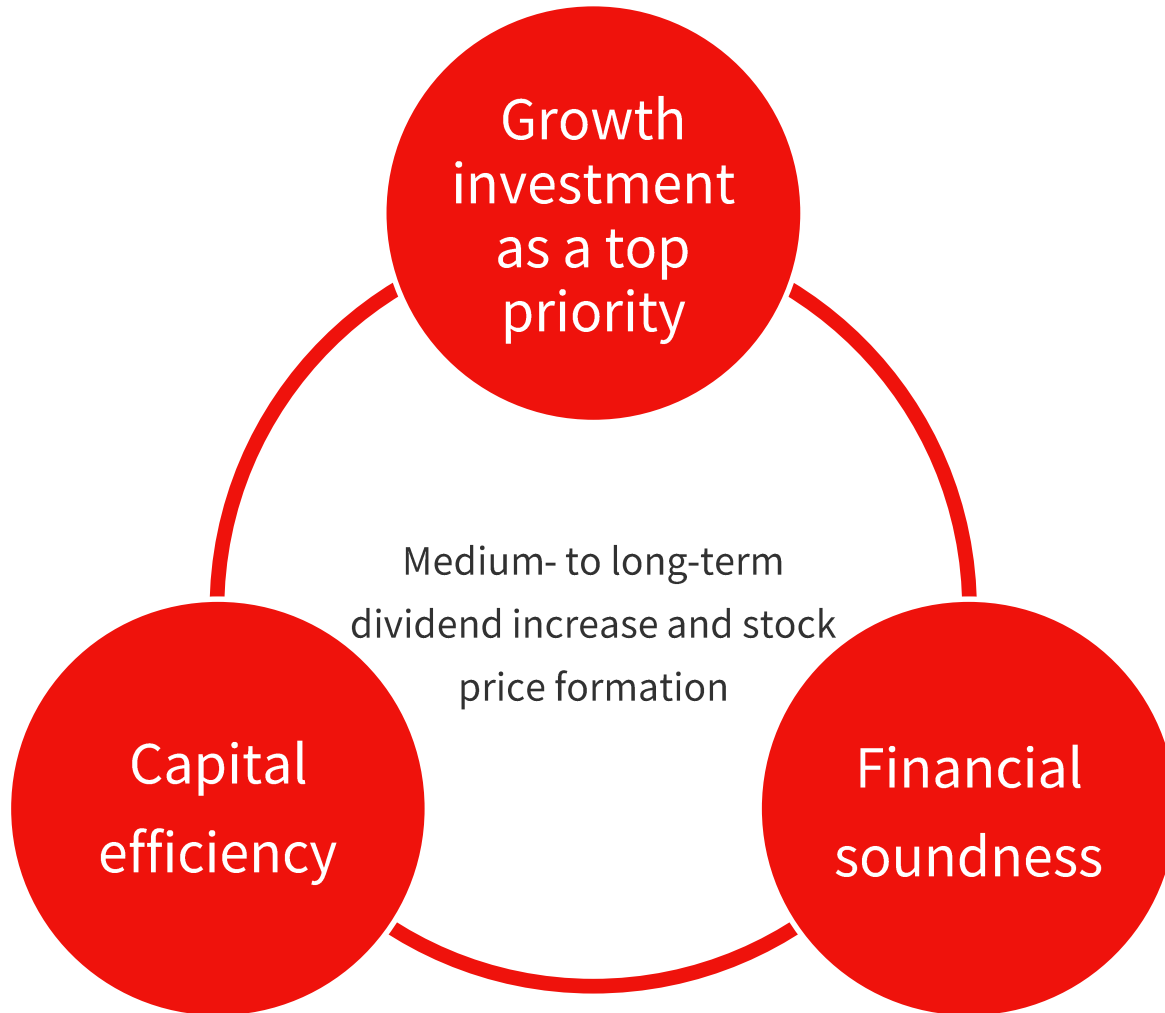 Growth
investment
as a top
priority
Medium- to long-term
dividend increase and stock
price formation
Capital
efficiency
Financial
soundness